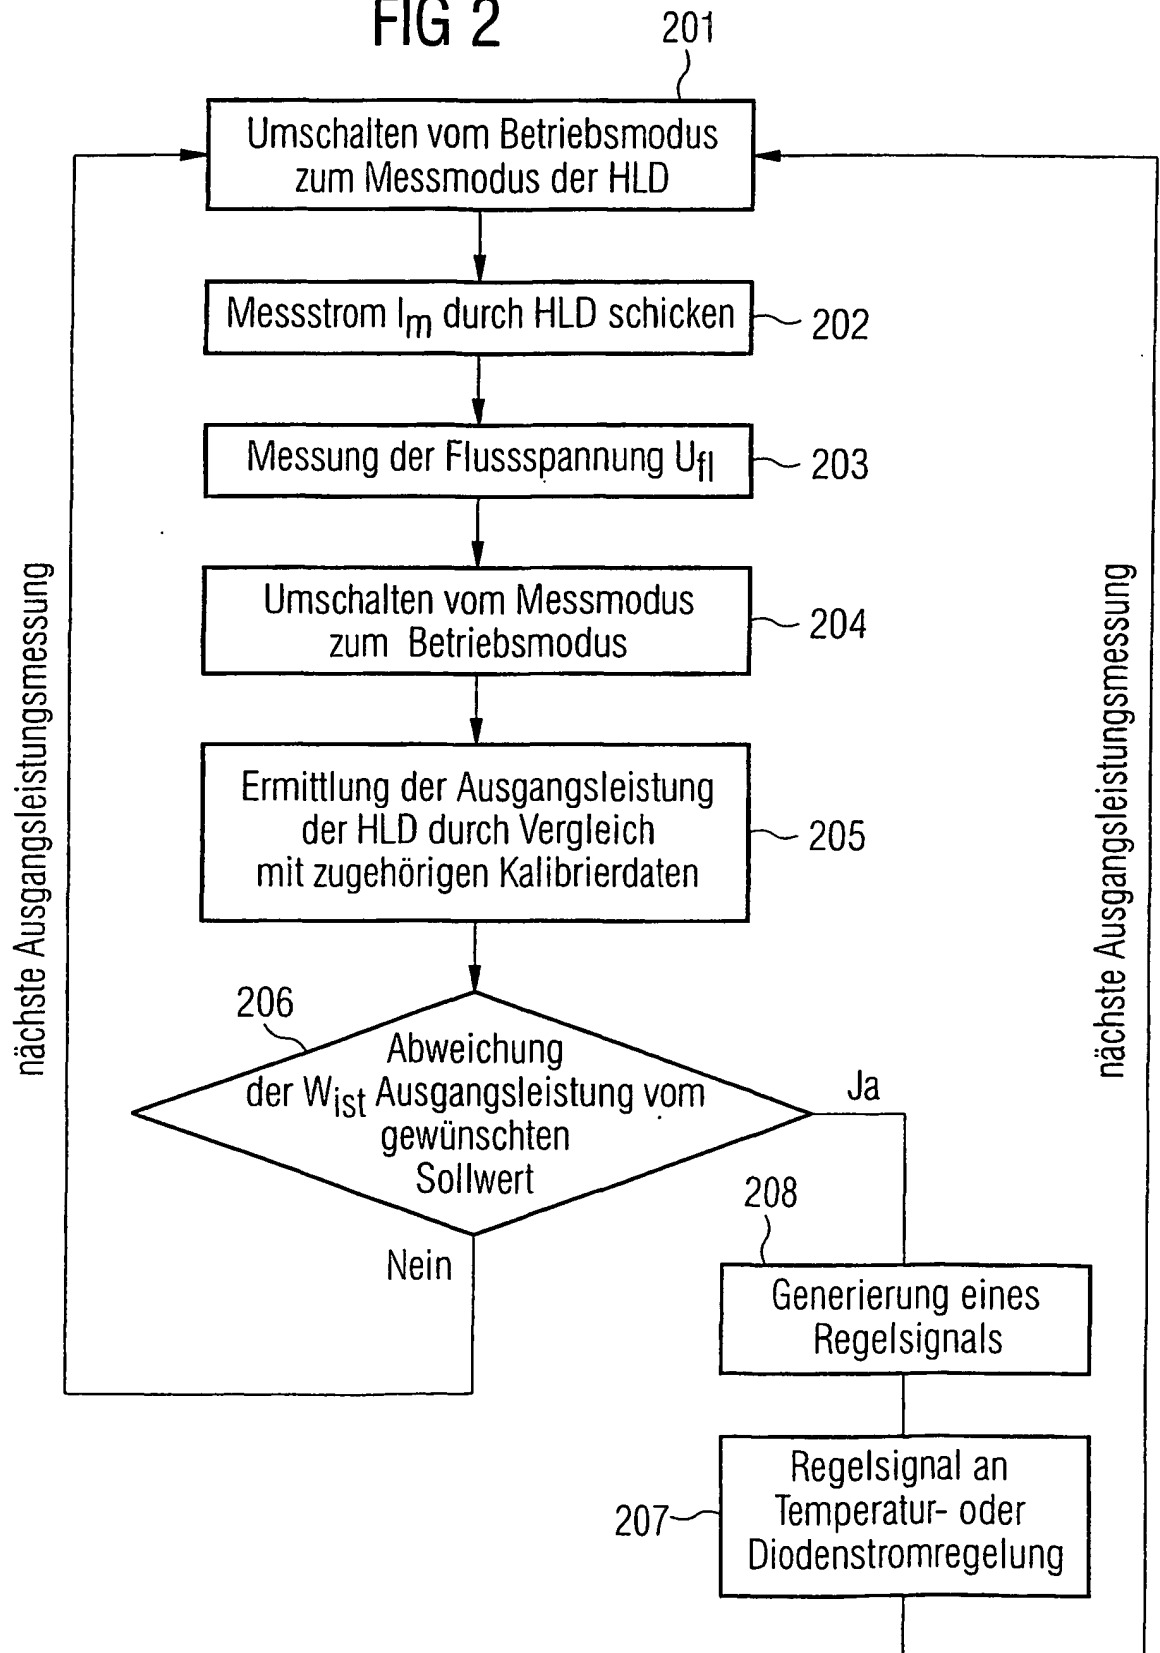 FIG 2
201
Umschalten vom Betriebsmodus
zum Messmodus der HLD
Messstrom Im durch HLD schicken
202
Messung der Flussspannung Ufl
203
Umschalten vom Messmodus
zum Betriebsmodus
204
Ermittlung der Ausgangsleistung
der HLD durch Vergleich
mit zugehörigen Kalibrierdaten
205
206
Abweichung
der Wist Ausgangsleistung vom
gewünschten
Sollwert
Ja
Nein
208
Generierung eines
Regelsignals
207
Regelsignal an
Temperatur- oder
Diodenstromregelung
nächste Ausgangsleistungsmessung
nächste Ausgangsleistungsmessung